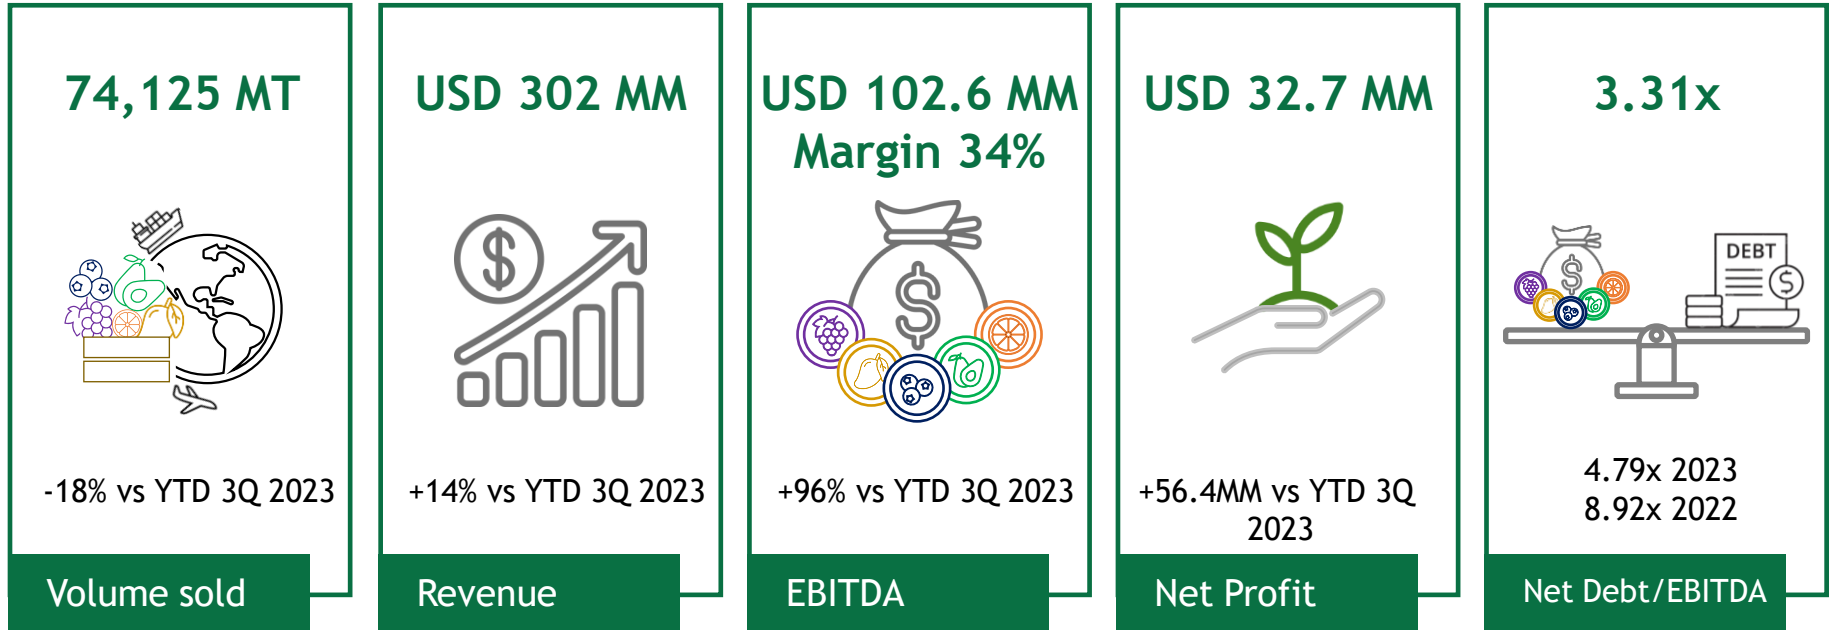 74,125 MT
-18% vs YTD 3Q 2023
Volume sold
USD 302 MM
$
+14% vs YTD 3Q 2023
Revenue
USD 102.6 MM
Margin 34%
$
+96% vs YTD 3Q 2023
EBITDA
USD 32.7 MM
+56.4MM vs YTD 3Q
2023
Net Profit
3.31x
DEBT
$
$
4.79x 2023
8.92x 2022
Net Debt/EBITDA